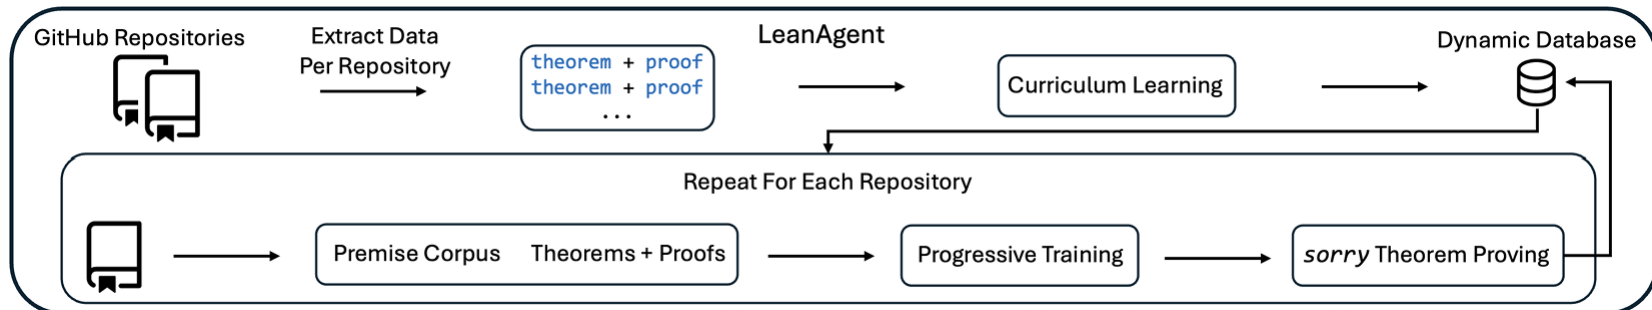 LeanAgent
GitHub Repositories
Extract Data
Per Repository
theorem + proof
theorem + proof
...
Curriculum Learning
Dynamic Database
Repeat For Each Repository
Premise Corpus
Theorems + Proofs
Progressive Training
sorry Theorem Proving